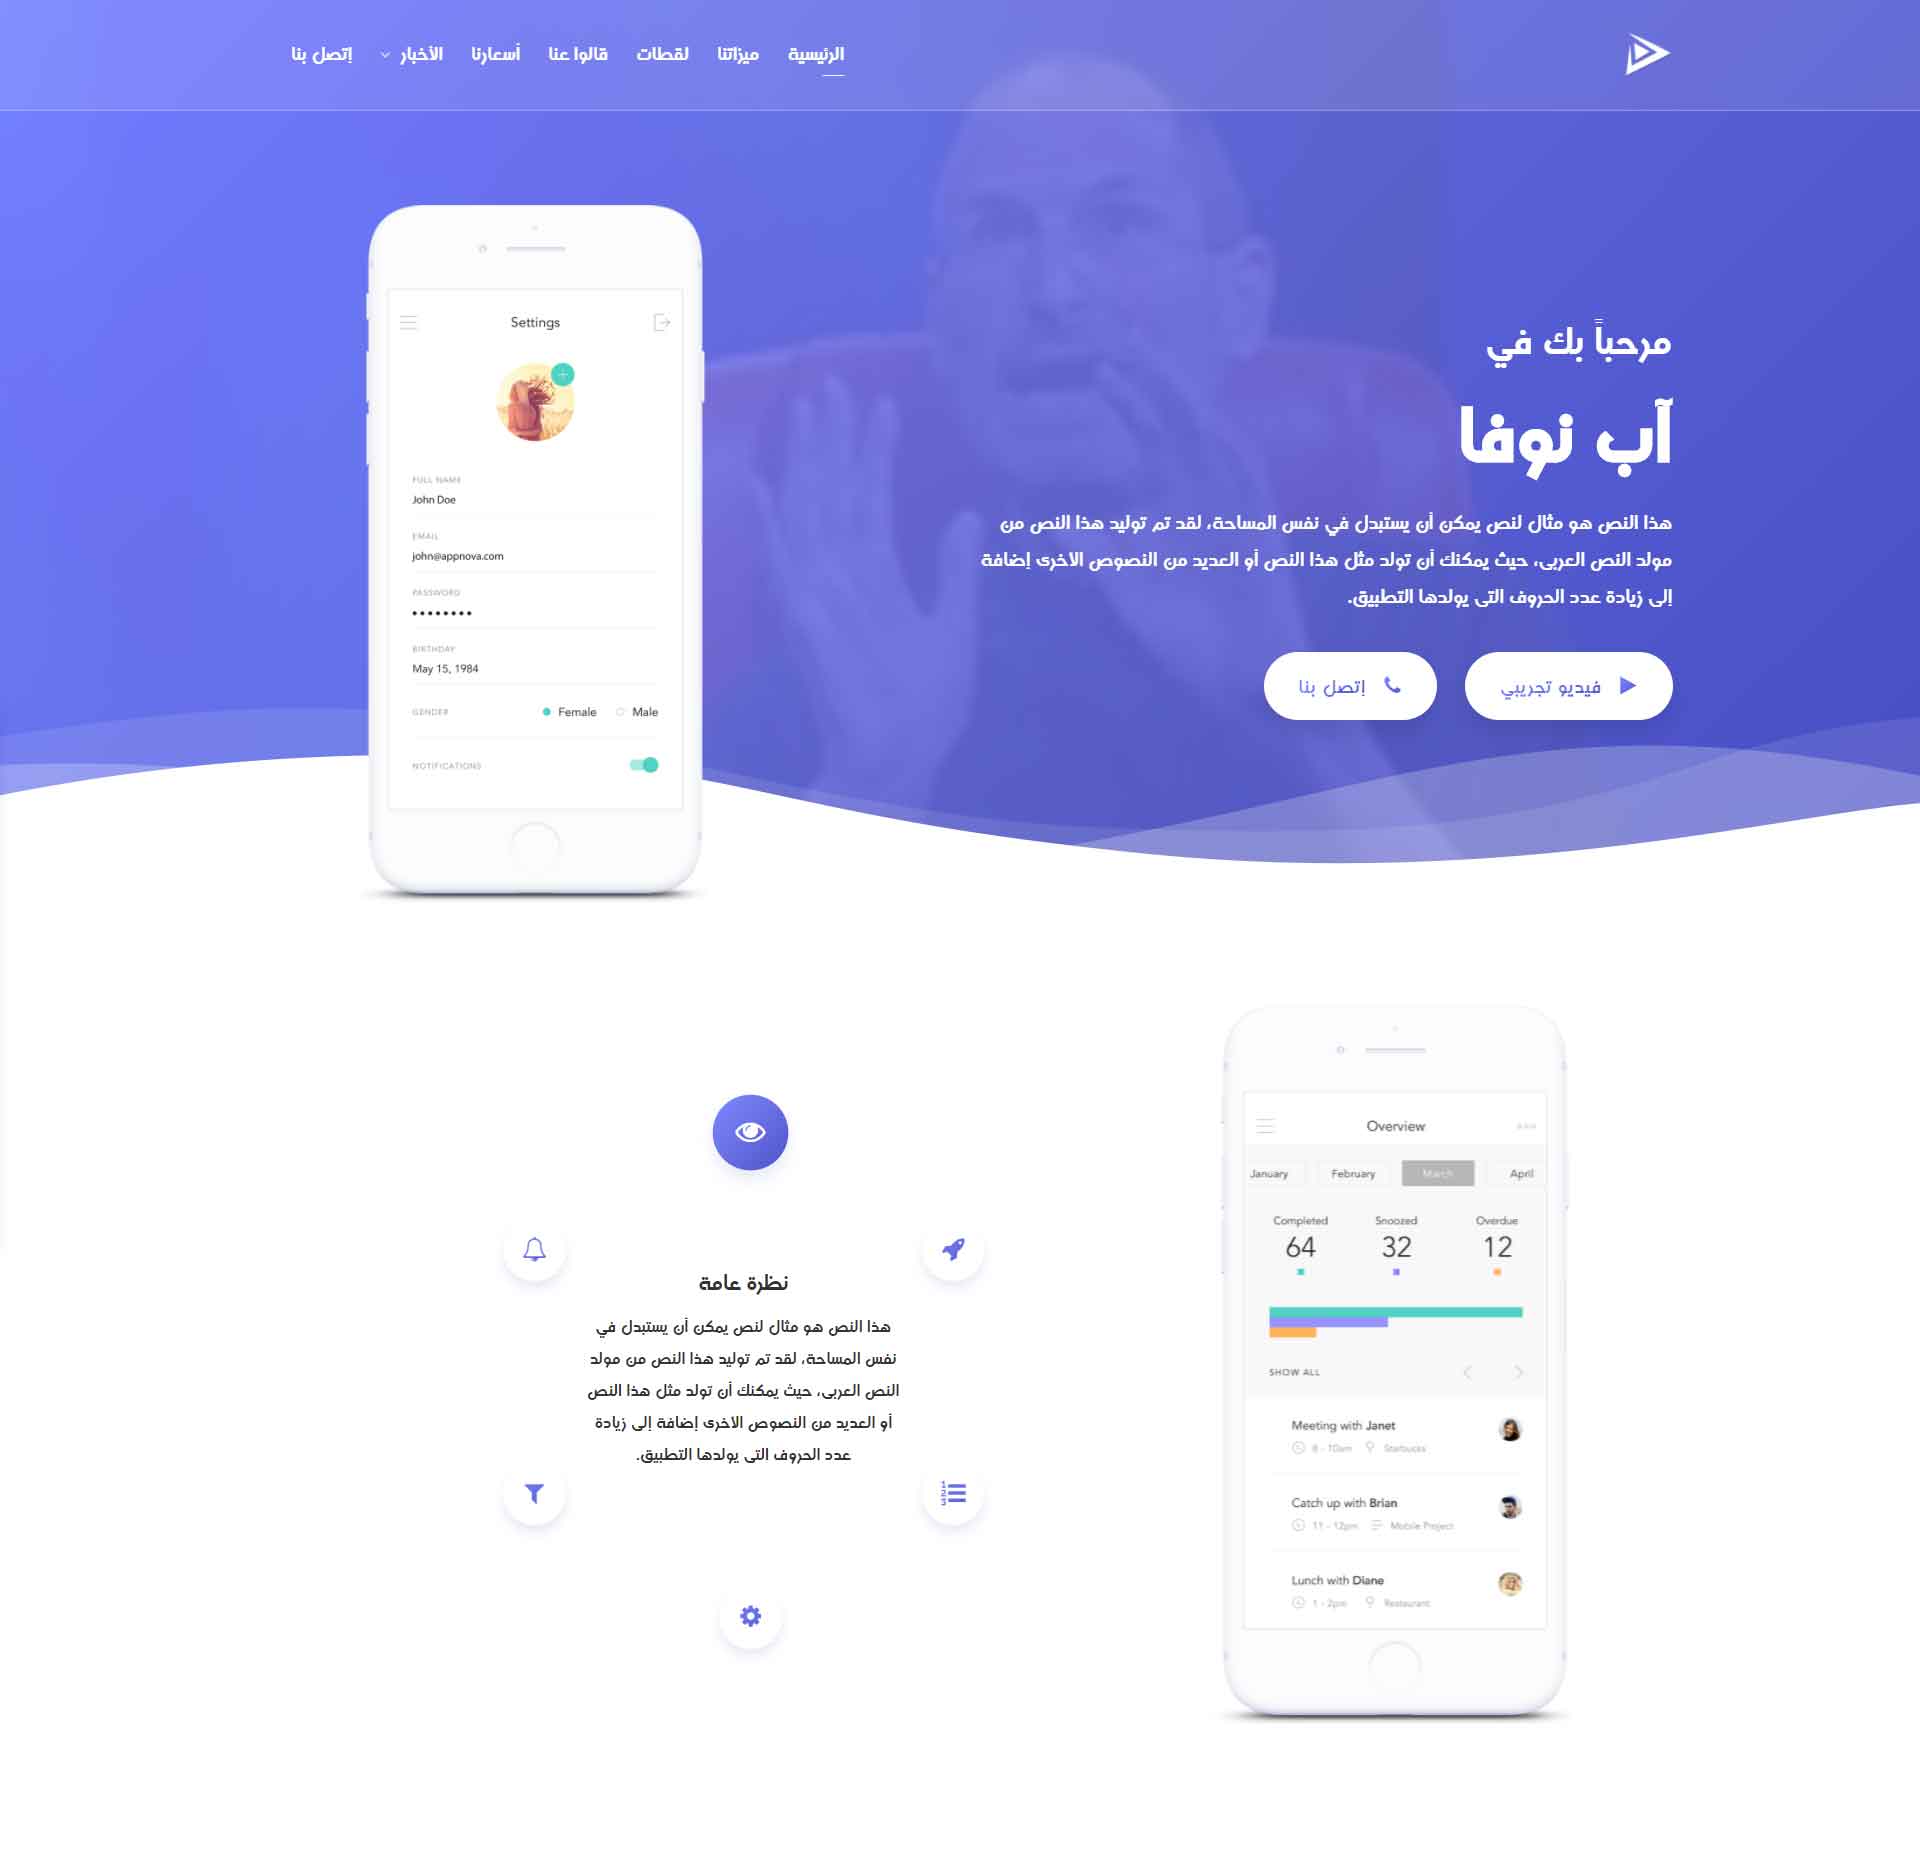 الرئيسية
ميزاتنا
لقطات
قالوا عنا
أسعارنا
الأخبار
إتصل بنا
مرحباً بك في
آب نوفا
هذا النص هو مثال لنص يمكن أن يستبدل في نفس المساحة، لقد تم توليد هذا النص من
مولد النص العربى، حيث يمكنك أن تولد مثل هذا النص أو العديد من النصوص الأخرى إضافة
إلى زيادة عدد الحروف التى يولدها التطبيق.
فيديو تجريبي
إتصل بنا
Settings
FULL NAME
John Doe
EMAIL
john@appnova.com
PASSWORD
BIRTHDAY
May 15, 1984
GENDER
Female
Male
NOTIFICATIONS
Overview
January
February
March
April
Completed
Snoozed
Overdue
64
32
12
SHOW ALL
Meeting with Janet
8 - 10am
Starbucks
Catch up with Brian
11 - 12pm
Mobile Project
Lunch with Diane
1 - 2pm
Restaurant
نظرة عامة
هذا النص هو مثال لنص يمكن أن يستبدل في
نفس المساحة، لقد تم توليد هذا النص من مولد
النص العربى، حيث يمكنك أن تولد مثل هذا النص
أو العديد من النصوص الأخرى إضافة إلى زيادة
عدد الحروف التى يولدها التطبيق.